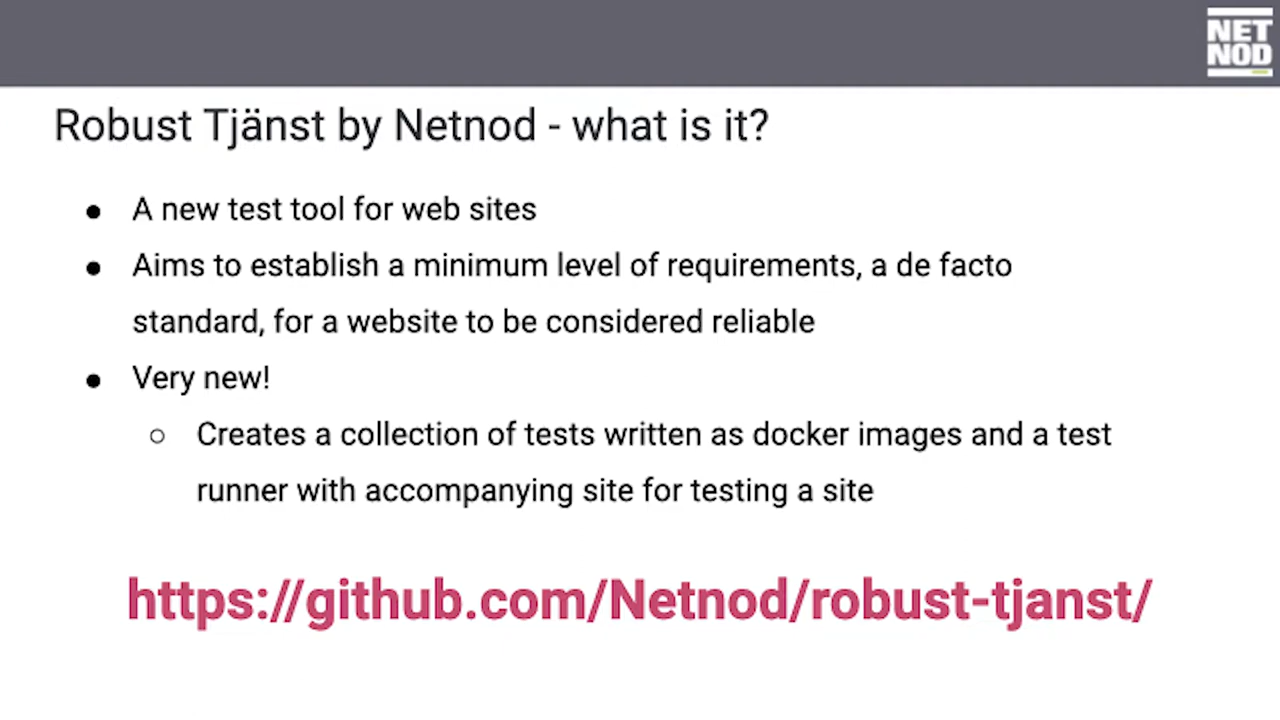 NET
NOD
Robust Tjänst by Netnod - what is it?
● A new test tool for web sites
● Aims to establish a minimum level of requirements, a de facto
standard, for a website to be considered reliable
● Very new!
○ Creates a collection of tests written as docker images and a test
runner with accompanying site for testing a site
https://github.com/Netnod/robust-tjanst/